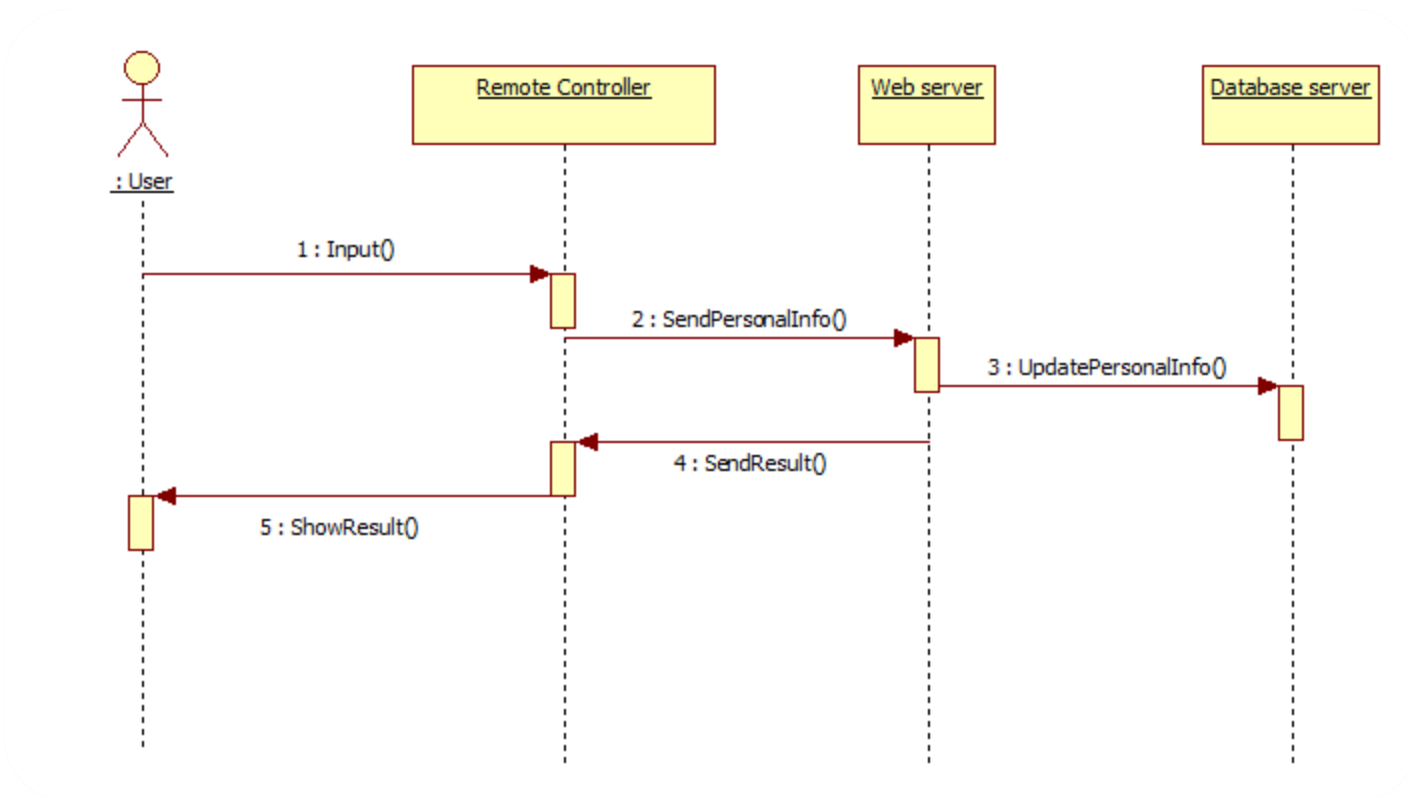 Remote Controller
Web server
Database server
: User
1 : Input()
2 : SendPersonalInfo()
3 : UpdatePersonalInfo()
4 : SendResult()
5 : ShowResult()